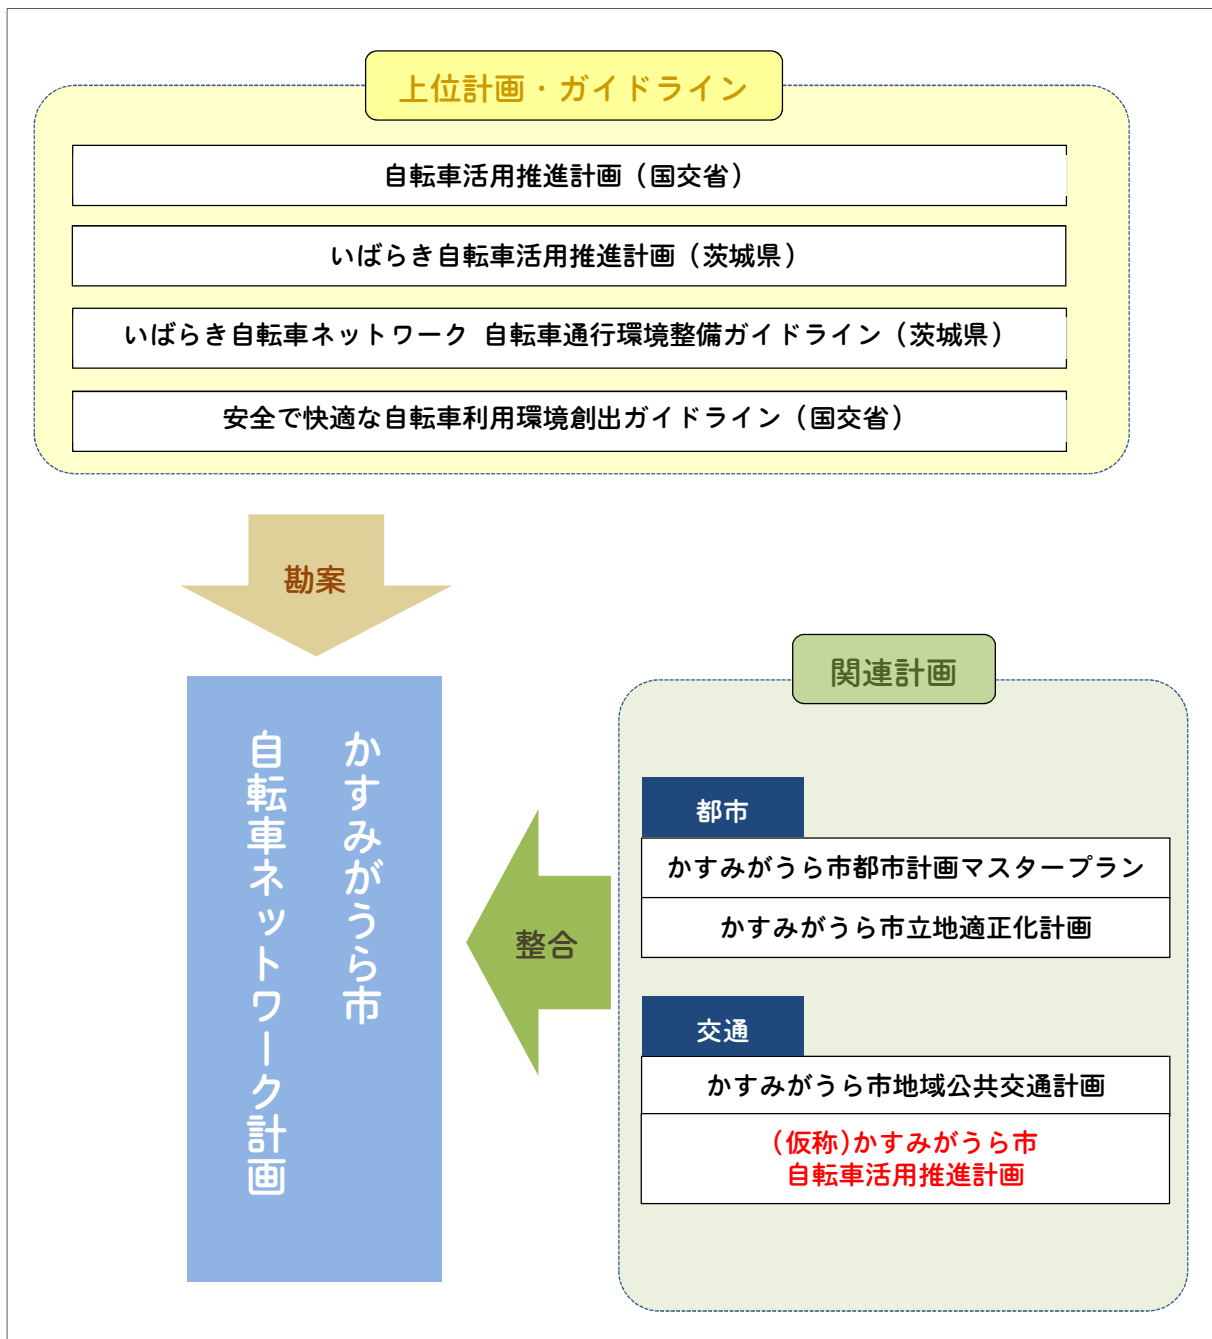 上位計画・ガイドライン
自転車活用推進計画（国交省）
いばらき自転車活用推進計画（茨城県）
いばらき自転車ネットワーク 自転車通行環境整備ガイドライン（茨城県）
安全で快適な自転車利用環境創出ガイドライン（国交省）
勘案
かすみがうら市
自転車ネットワーク計画
整合
関連計画
都市
かすみがうら市都市計画マスタープラン
かすみがうら市立地適正化計画
交通
かすみがうら市地域公共交通計画
(仮称)かすみがうら市
自転車活用推進計画